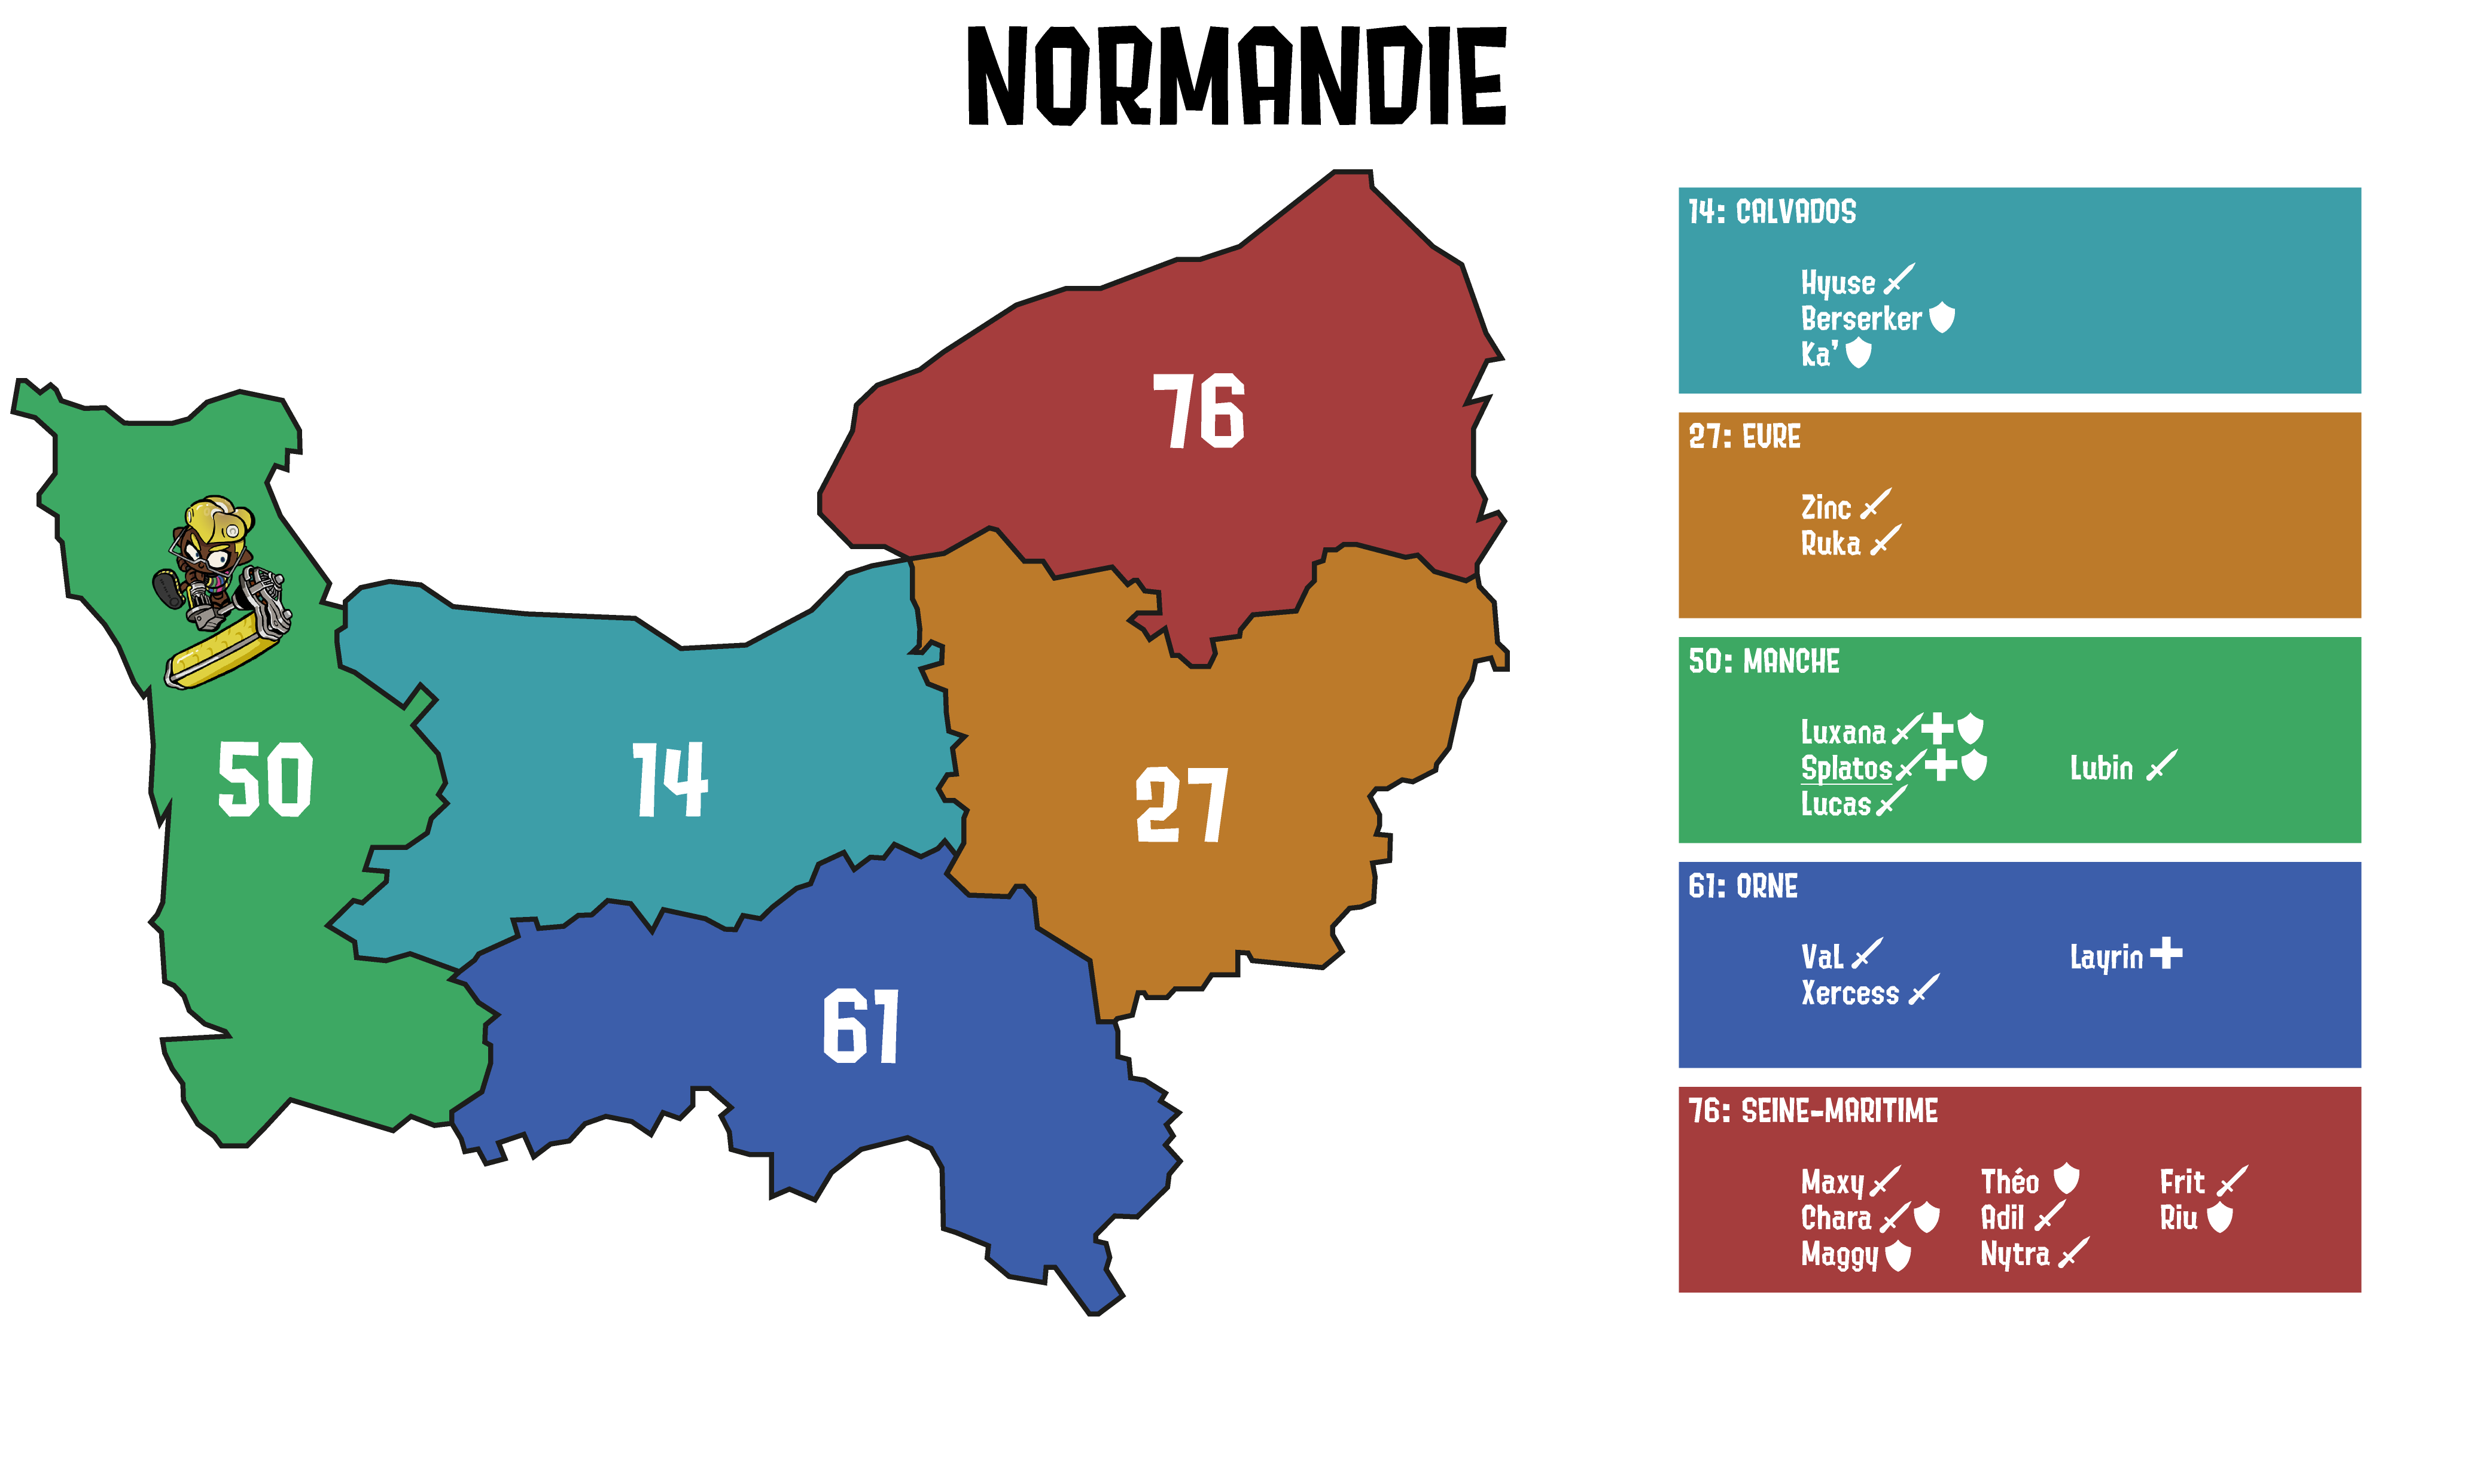 NORMANDIE
76
50
14
27
61
14: CALVADOS
Hyuse
Berserker
Ka'
27: EURE
Zinc
Ruka
50: MANCHE
Luxana
Splatos Lubin
Lucas
61: ORNE
Val Layrin
Xercess
76: SEINE-MARITIME
Maxy Théo Frit
Chara Adil Riu
Maggy Nytra